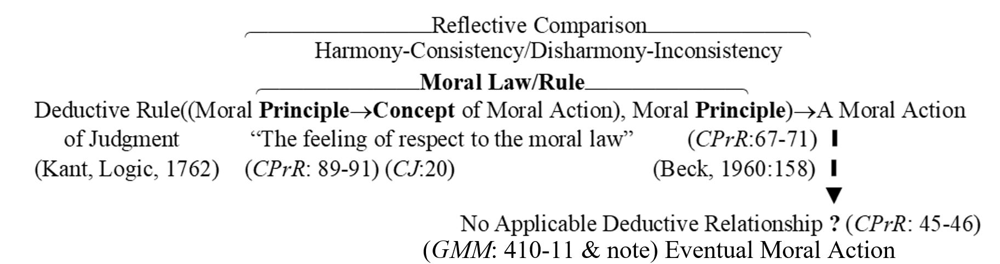 Reflective Comparison
Harmony-Consistency/Disharmony-Inconsistency
Moral Law/Rule
Deductive Rule((Moral Principle→Concept of Moral Action), Moral Principle)→A Moral Action
of Judgment “The feeling of respect to the moral law” (CPrR:67-71)
(Kant, Logic, 1762) (CPrR: 89-91) (CJ:20) (Beck, 1960:158)
No Applicable Deductive Relationship ? (CPrR: 45-46)
(GMM: 410-11 & note) Eventual Moral Action